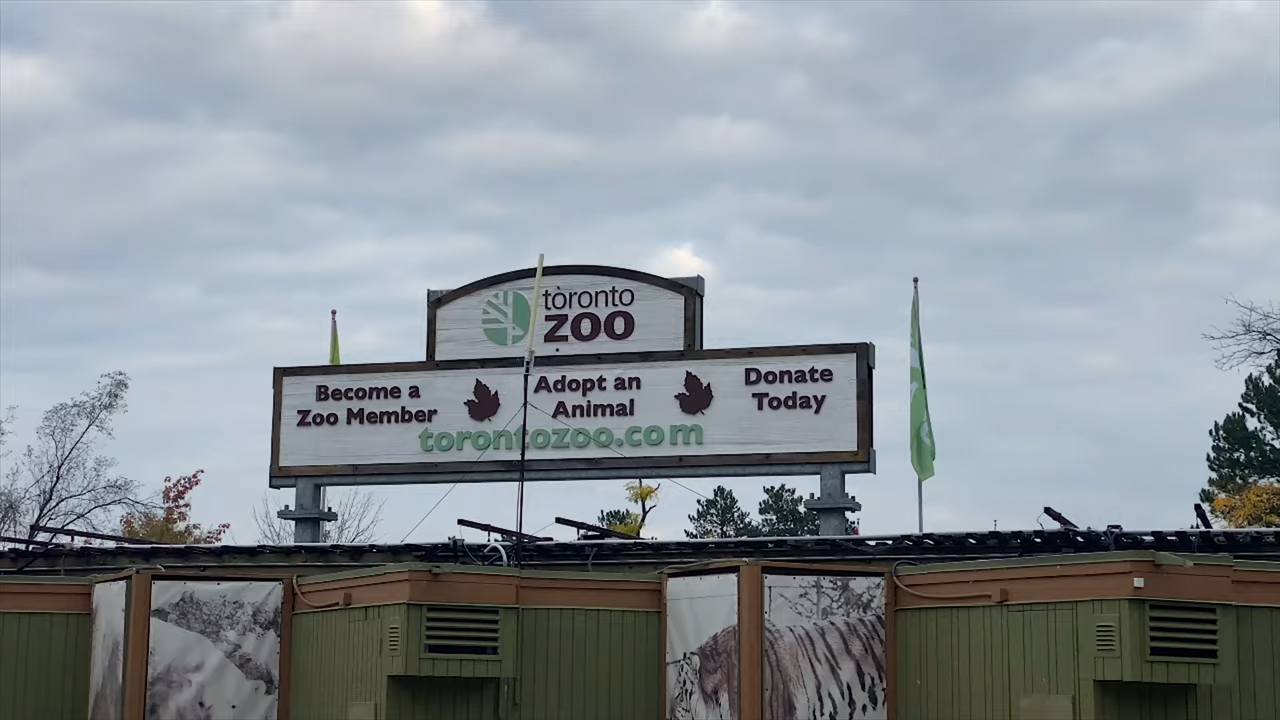 toronto
ZOO
Become a
Zoo Member
Adopt an
Animal
Donate
Today
torontozoo.com